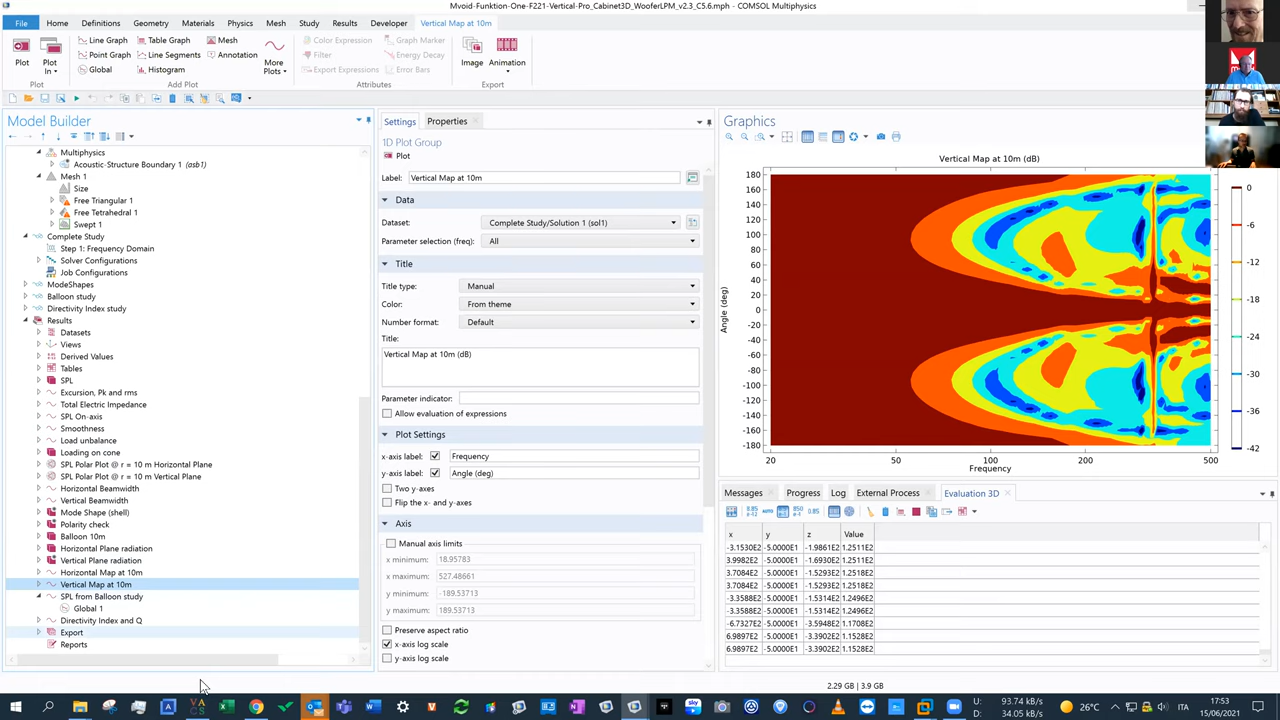 Mvoid-Funktion-One-F221-Vertical-Pro_Cabinet3D_WooferLPM_v2.3_C5.6.mph - COMSOL Multiphysics
File Home Definitions Geometry Materials Physics Mesh Study Results Developer Vertical Map at 10m
Plot
Plot In
Line Graph Table Graph Mesh
Point Graph Line Segments Annotation
Global Histogram
More Plots
Color Expression Graph Marker
Filter Energy Decay
Export Expressions Error Bars
Image Animation
Plot Add Plot Attributes Export
Model Builder
Multiphysics
Acoustic-Structure Boundary 1 (asb1)
Mesh 1
Size
Free Triangular 1
Free Tetrahedral 1
Swept 1
Complete Study
Step 1: Frequency Domain
Solver Configurations
Job Configurations
ModeShapes
Balloon study
Directivity Index study
Results
Datasets
Views
Derived Values
Tables
SPL
Excursion, Pk and rms
Total Electric Impedance
SPL On-axis
Smoothness
Load unbalance
Loading on cone
SPL Polar Plot @ r = 10 m Horizontal Plane
SPL Polar Plot @ r = 10 m Vertical Plane
Horizontal Beamwidth
Vertical Beamwidth
Mode Shape (shell)
Polarity check
Balloon 10m
Horizontal Plane radiation
Vertical Plane radiation
Horizontal Map at 10m
Vertical Map at 10m
SPL from Balloon study
Global 1
Directivity Index and Q
Export
Reports
Settings Properties
1D Plot Group
Plot
Label: Vertical Map at 10m
Data
Dataset: Complete Study/Solution 1 (sol1)
Parameter selection (freq): All
Title
Title type: Manual
Color: From theme
Number format: Default
Title:
Vertical Map at 10m (dB)
Parameter indicator:
Allow evaluation of expressions
Plot Settings
x-axis label: Frequency
y-axis label: Angle (deg)
Two y-axes
Flip the x- and y-axes
Axis
Manual axis limits
x minimum: 18.95783
x maximum: 527.48661
y minimum: -189.53713
y maximum: 189.53713
Preserve aspect ratio
x-axis log scale
y-axis log scale
Graphics
Vertical Map at 10m (dB)
180
160
140
120
100
80
60
40
20
0
-20
-40
-60
-80
-100
-120
-140
-160
-180
Angle (deg)
20 50 100 200 500
Frequency
0
-6
-12
-18
-24
-30
-36
-42
Messages Progress Log External Process Evaluation 3D
8.85 e-12 AUTO 850 0.85
x y z Value
-3.1530E2 -5.0000E1 -1.9861E2 1.2511E2
3.9982E2 -5.0000E1 -1.6930E2 1.2511E2
3.7084E2 -5.0000E1 -1.5293E2 1.2518E2
3.7084E2 -5.0000E1 -1.5293E2 1.2518E2
-3.3588E2 -5.0000E1 -1.5314E2 1.2496E2
-3.3588E2 -5.0000E1 -1.5314E2 1.2496E2
-6.7327E2 -5.0000E1 -3.5948E2 1.1708E2
6.9897E2 -5.0000E1 -3.3902E2 1.1528E2
6.9897E2 -5.0000E1 -3.3902E2 1.1528E2
2.29 GB | 3.9 GB
U: 93.74 kB/s
D: 34.05 kB/s
26°C
ITA
17:53
15/06/2021